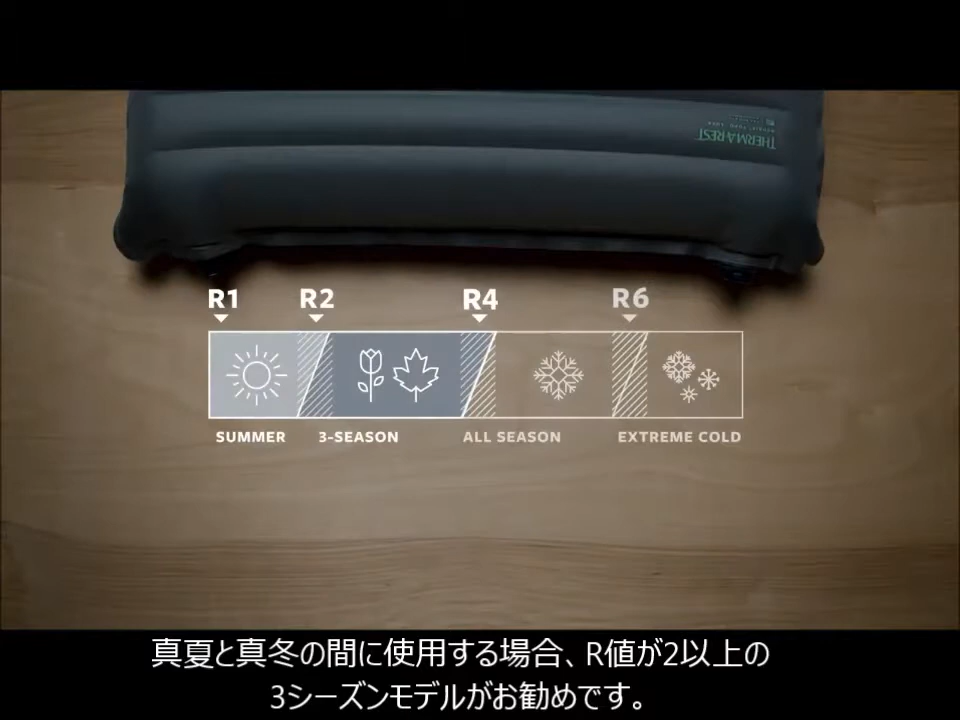 THERMAREST
R1 R2 R4 R6
SUMMER 3-SEASON ALL SEASON EXTREME COLD
真夏と真冬の間に使用する場合、R値が2以上の
3シーズンモデルがお勧めです。